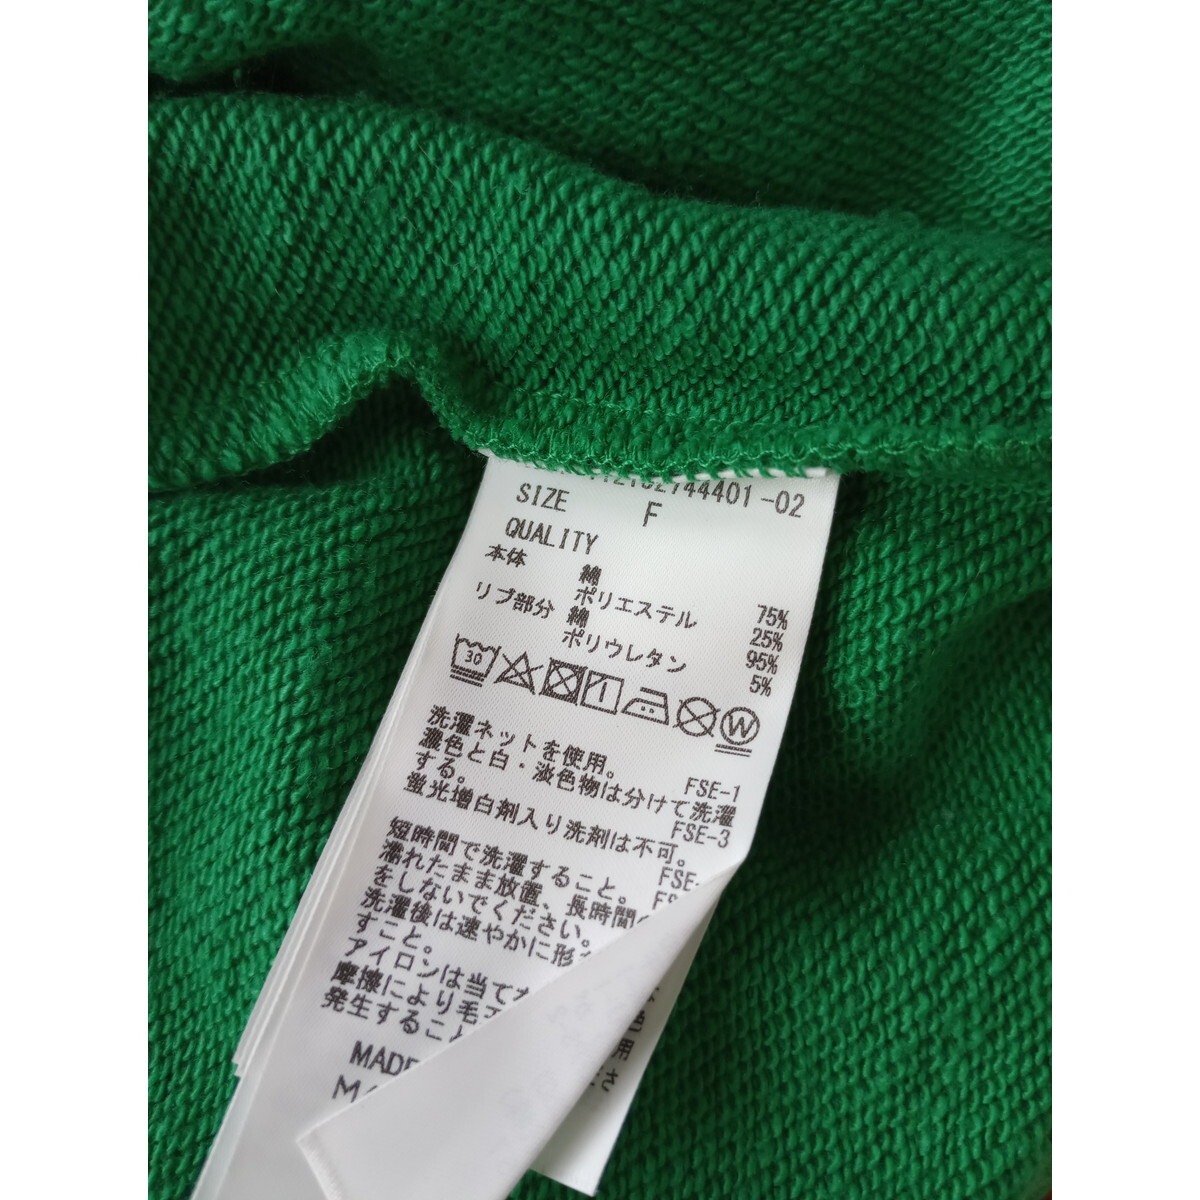 44401-02
SIZE F
QUALITY
本体 綿 75%
ポリエステル 25%
リブ部分 綿 95%
ポリウレタン 5%
30 1 W
洗濯ネットを使用。 FSE-1
濃色と白・淡色物は分けて洗濯
する。 FSE-3
蛍光増白剤入り洗剤は不可。
短時間で洗濯すること。
濡れたまま放置、長時間
をしないでください。
洗濯後は速やかに形
すこと。
アイロンは当て
摩擦により毛
発生すること